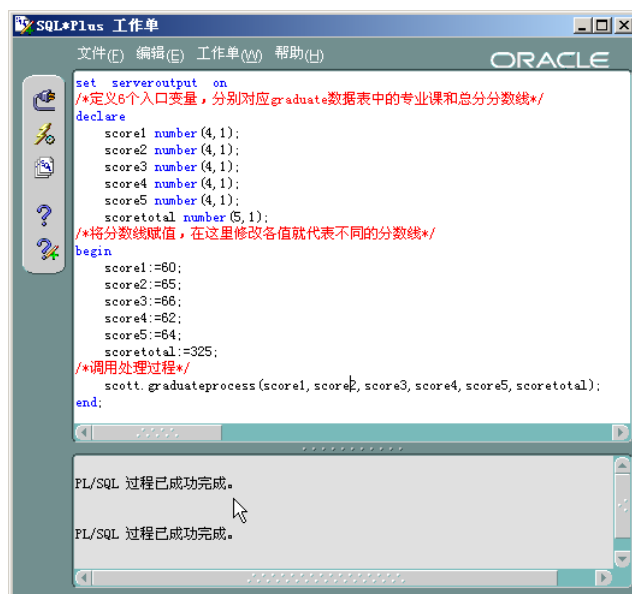 SQL*Plus 工作单
文件(F) 编辑(E) 工作单(W) 帮助(H)
ORACLE
set serveroutput on
/*定义6个入口变量，分别对应graduate数据表中的专业课和总分分数线*/
declare
score1 number(4,1);
score2 number(4,1);
score3 number(4,1);
score4 number(4,1);
score5 number(4,1);
scoretotal number(5,1);
/*将分数线赋值，在这里修改各值就代表不同的分数线*/
begin
score1:=60;
score2:=65;
score3:=66;
score4:=62;
score5:=64;
scoretotal:=325;
/*调用处理过程*/
scott.graduateprocess(score1,score2,score3,score4,score5,scoretotal);
end;
PL/SQL 过程已成功完成。
PL/SQL 过程已成功完成。